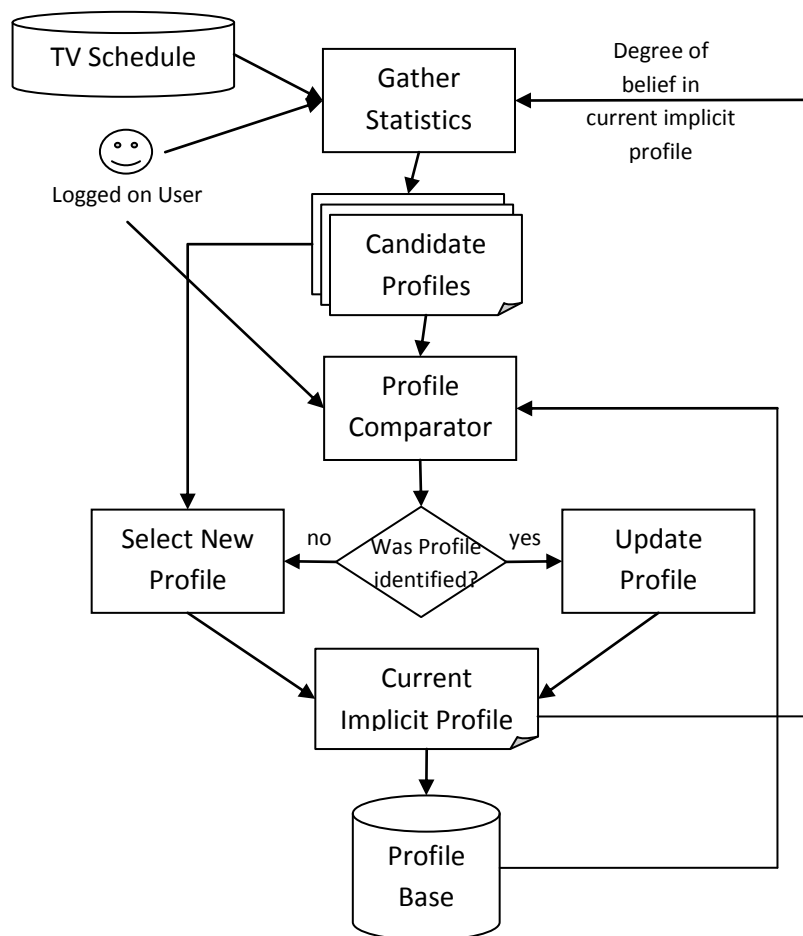 TV Schedule
Gather
Statistics
Degree of
belief in
current implicit
profile
Logged on User
Candidate
Profiles
Profile
Comparator
Select New
Profile
no
Was Profile
identified?
yes
Update
Profile
Current
Implicit Profile
Profile
Base